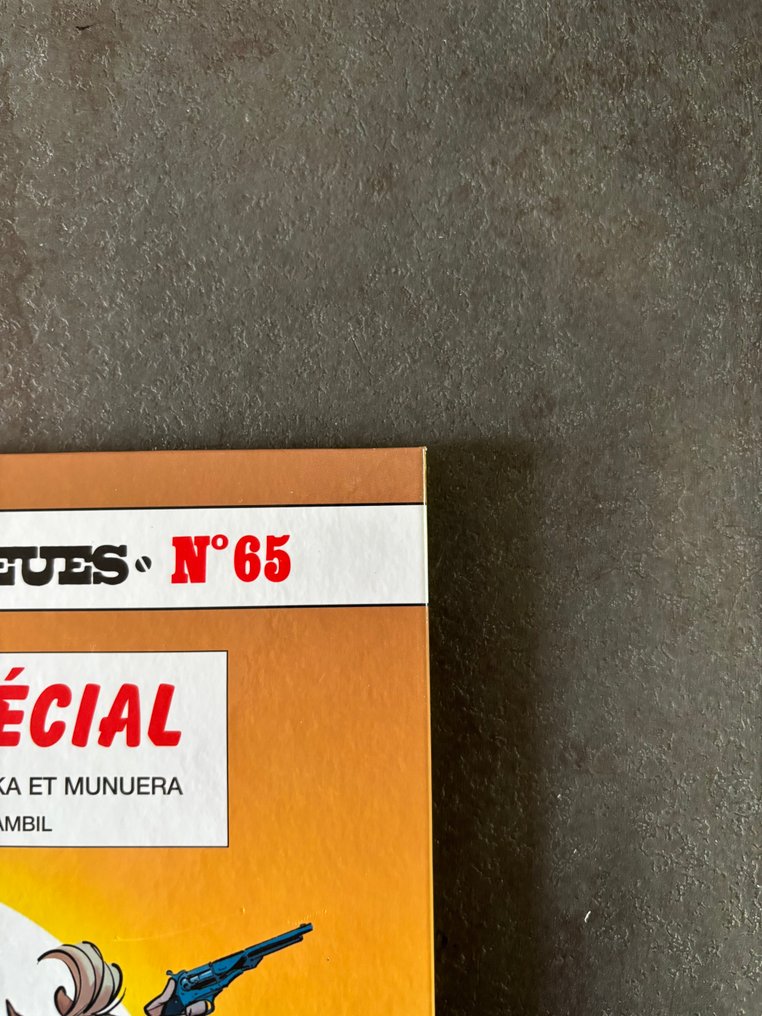 EUES N° 65
ÉCIAL
KA ET MUNUERA
AMBIL